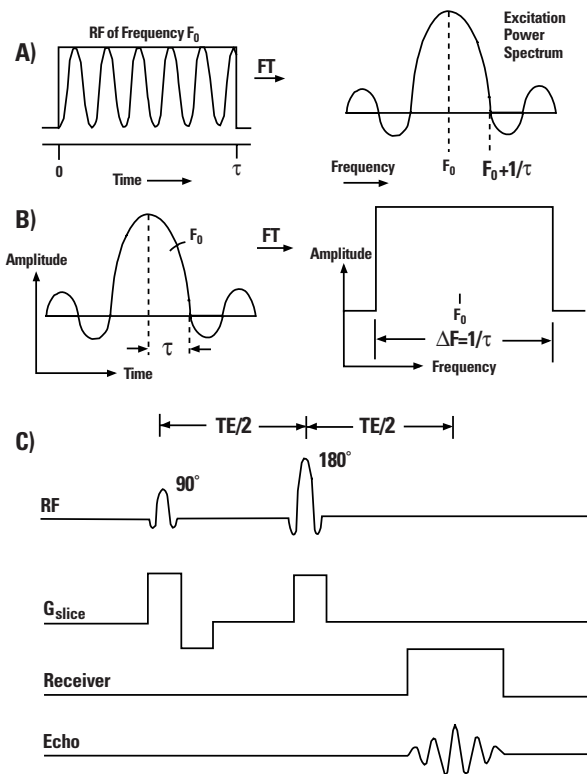 A)
RF of Frequency F₀
FT
Excitation
Power
Spectrum
0
Time
τ
Frequency
F₀
F₀+1/τ
B)
Amplitude
F₀
FT
Amplitude
τ
Time
F₀
ΔF=1/τ
Frequency
C)
TE/2
TE/2
90°
180°
RF
Gslice
Receiver
Echo